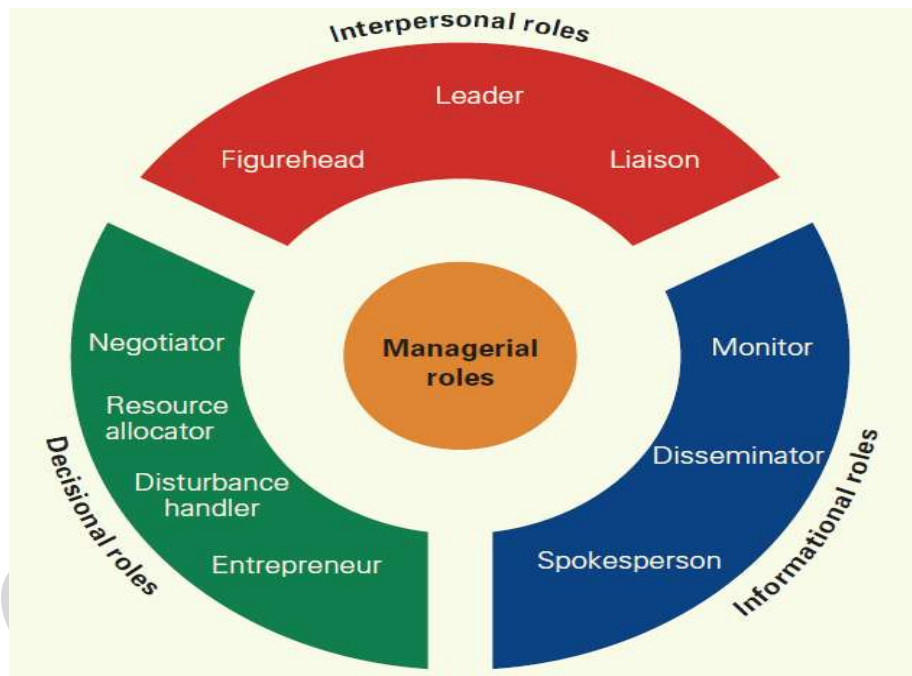 Interpersonal roles
Leader
Figurehead
Liaison
Managerial
roles
Negotiator
Resource
allocator
Disturbance
handler
Entrepreneur
Decisional roles
Monitor
Disseminator
Spokesperson
Informational roles